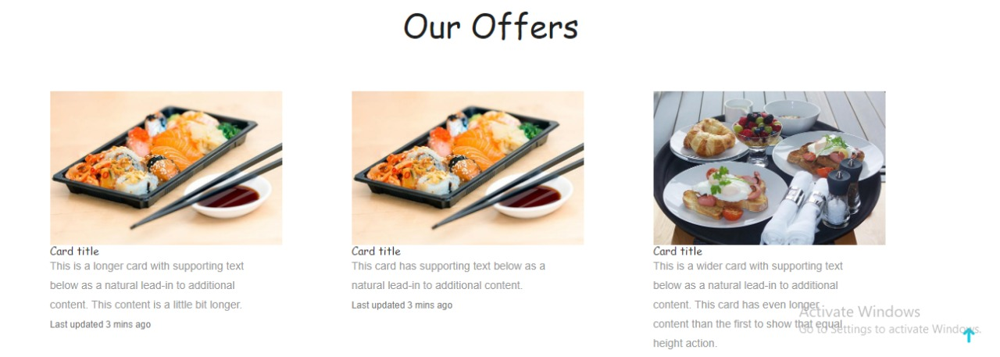 Our Offers
Card title
This is a longer card with supporting text
below as a natural lead-in to additional
content. This content is a little bit longer.
Last updated 3 mins ago
Card title
This card has supporting text below as a
natural lead-in to additional content.
Last updated 3 mins ago
Card title
This is a wider card with supporting text
below as a natural lead-in to additional
content. This card has even longer
content than the first to show that equal
height action.
Activate Windows
Go to Settings to activate Windows.